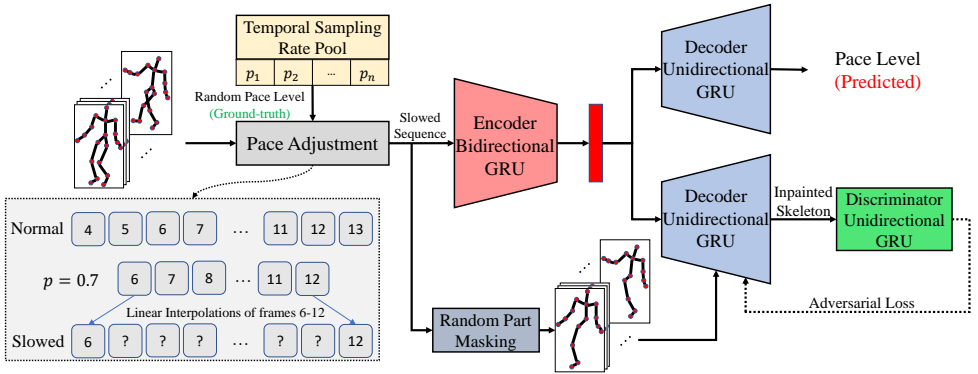 Temporal Sampling
Rate Pool
p₁ p₂ ... pₙ
Random Pace Level
(Ground-truth)
Pace Adjustment
Slowed
Sequence
Encoder
Bidirectional
GRU
Decoder
Unidirectional
GRU
Pace Level
(Predicted)
Decoder
Unidirectional
GRU
Inpainted
Skeleton
Discriminator
Unidirectional
GRU
Adversarial Loss
Random Part
Masking
Normal 4 5 6 7 ... 11 12 13
p = 0.7 6 7 8 ... 11 12
Linear Interpolations of frames 6-12
Slowed 6 ? ? ? ... ? ? 12